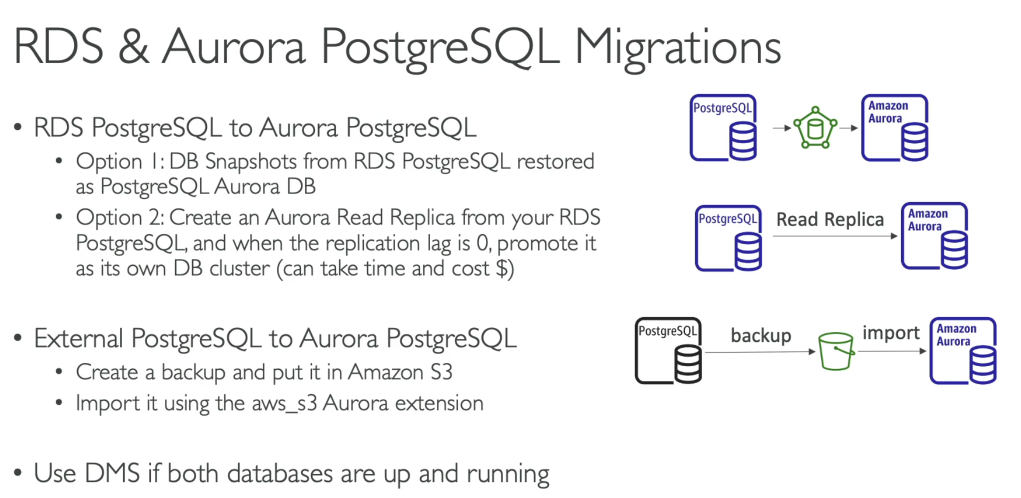 RDS & Aurora PostgreSQL Migrations
• RDS PostgreSQL to Aurora PostgreSQL
• Option 1: DB Snapshots from RDS PostgreSQL restored
as PostgreSQL Aurora DB
• Option 2: Create an Aurora Read Replica from your RDS
PostgreSQL, and when the replication lag is 0, promote it
as its own DB cluster (can take time and cost $)
• External PostgreSQL to Aurora PostgreSQL
• Create a backup and put it in Amazon S3
• Import it using the aws_s3 Aurora extension
• Use DMS if both databases are up and running
PostgreSQL
Amazon
Aurora
PostgreSQL
Read Replica
Amazon
Aurora
PostgreSQL
backup
import
Amazon
Aurora